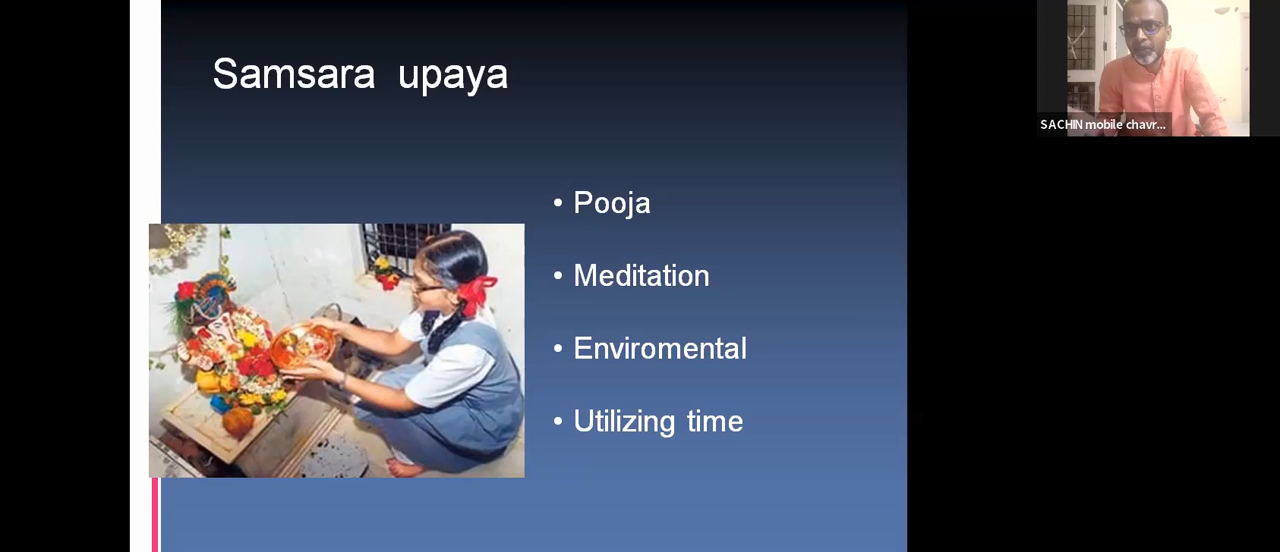 Samsara upaya
• Pooja
• Meditation
• Enviromental
• Utilizing time
SACHIN mobile chavr...